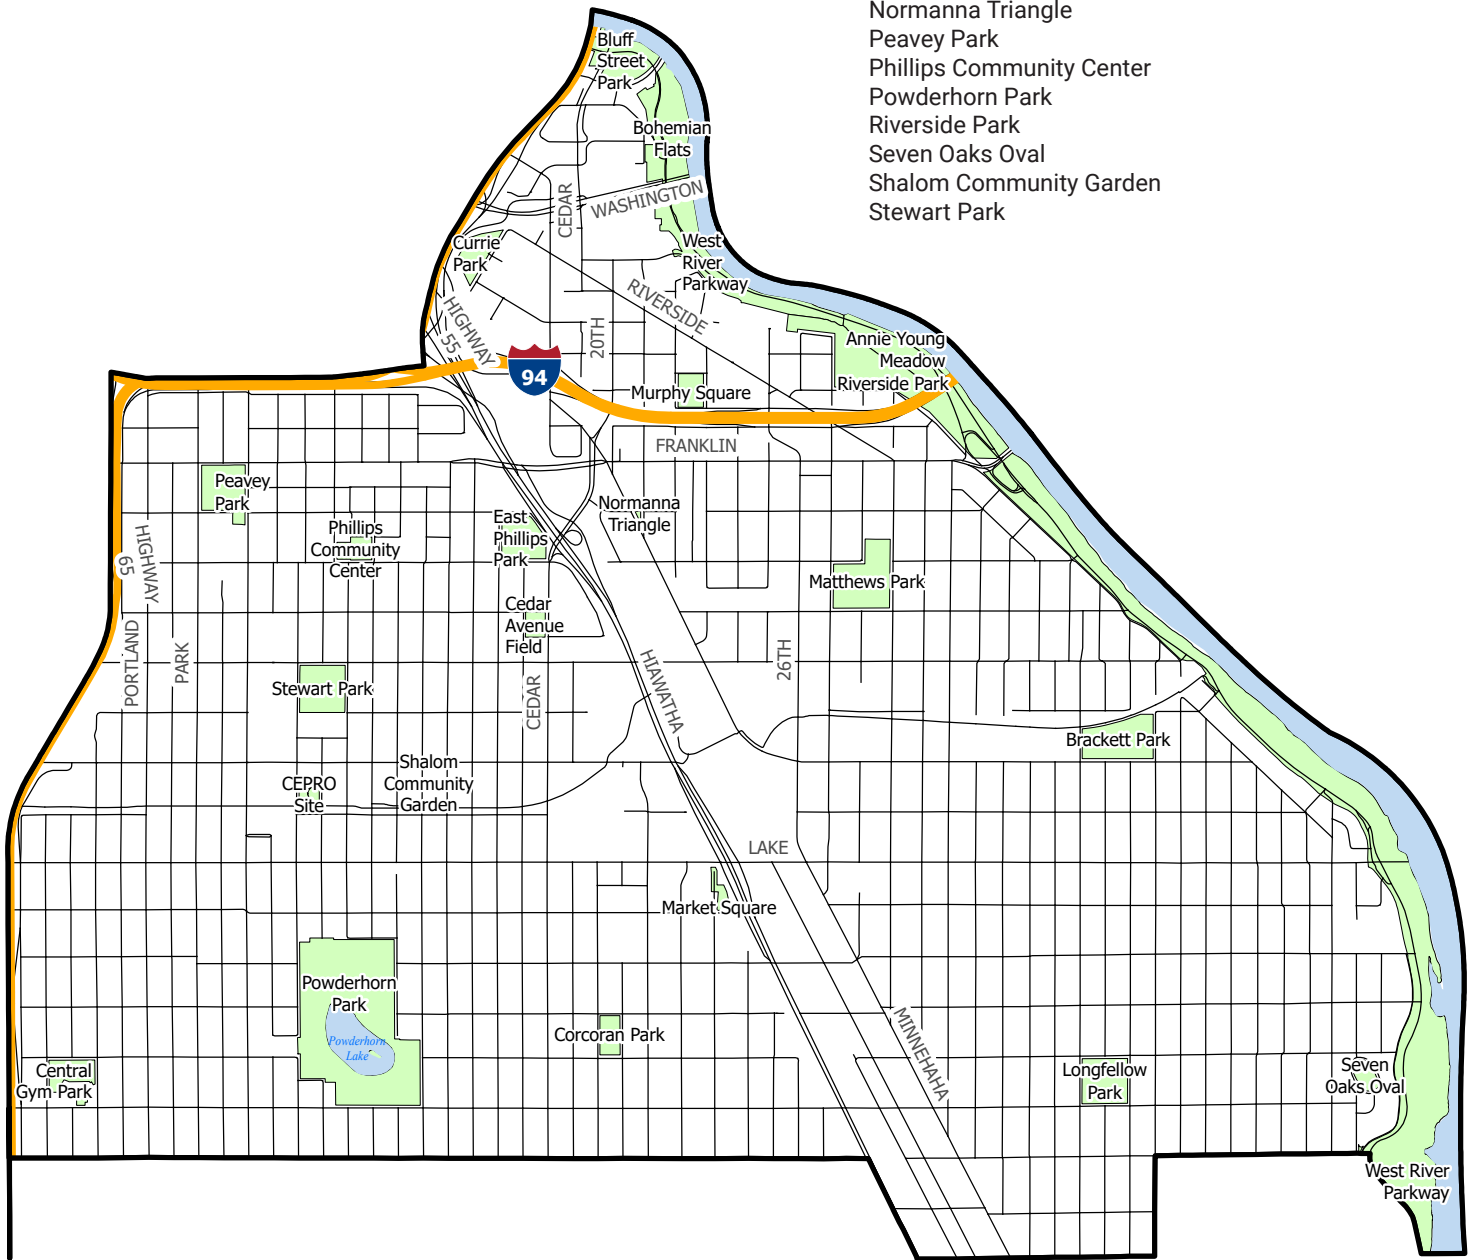 Normanna Triangle
Peavey Park
Phillips Community Center
Powderhorn Park
Riverside Park
Seven Oaks Oval
Shalom Community Garden
Stewart Park
Bluff
Street
Park
Bohemian
Flats
CEDAR
WASHINGTON
Currie
Park
West
River
Parkway
RIVERSIDE
HIGHWAY
55
20TH
94
Annie Young
Meadow
Riverside Park
Murphy Square
FRANKLIN
Peavey
Park
HIGHWAY
65
Phillips
Community
Center
East
Phillips
Park
Normanna
Triangle
Matthews Park
Cedar
Avenue
Field
PORTLAND
PARK
Stewart Park
CEDAR
HIAWATHA
26TH
Brackett Park
CEPRO
Site
Shalom
Community
Garden
LAKE
Market Square
Powderhorn
Park
Powderhorn
Lake
Corcoran Park
MINNEHAHA
Central
Gym Park
Longfellow
Park
Seven
Oaks Oval
West River
Parkway